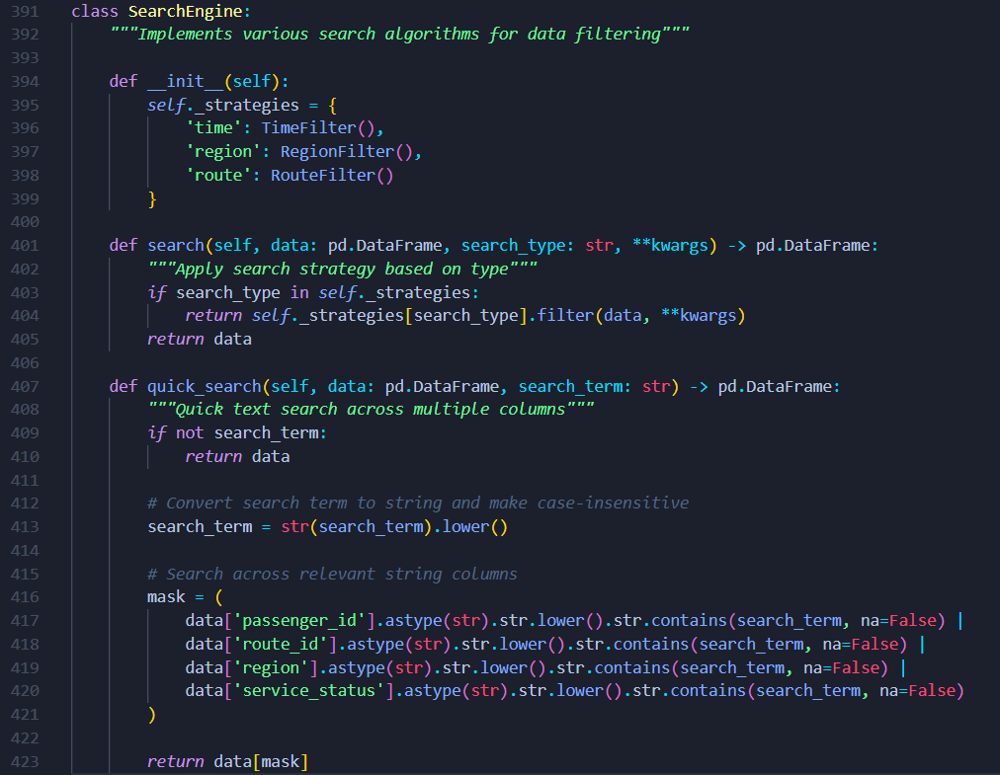 391 class SearchEngine:
392     """Implements various search algorithms for data filtering"""
393
394     def __init__(self):
395         self._strategies = {
396             'time': TimeFilter(),
397             'region': RegionFilter(),
398             'route': RouteFilter()
399         }
400
401     def search(self, data: pd.DataFrame, search_type: str, **kwargs) -> pd.DataFrame:
402         """Apply search strategy based on type"""
403         if search_type in self._strategies:
404             return self._strategies[search_type].filter(data, **kwargs)
405         return data
406
407     def quick_search(self, data: pd.DataFrame, search_term: str) -> pd.DataFrame:
408         """Quick text search across multiple columns"""
409         if not search_term:
410             return data
411
412         # Convert search term to string and make case-insensitive
413         search_term = str(search_term).lower()
414
415         # Search across relevant string columns
416         mask = (
417             data['passenger_id'].astype(str).str.lower().str.contains(search_term, na=False) |
418             data['route_id'].astype(str).str.lower().str.contains(search_term, na=False) |
419             data['region'].astype(str).str.lower().str.contains(search_term, na=False) |
420             data['service_status'].astype(str).str.lower().str.contains(search_term, na=False)
421         )
422
423         return data[mask]